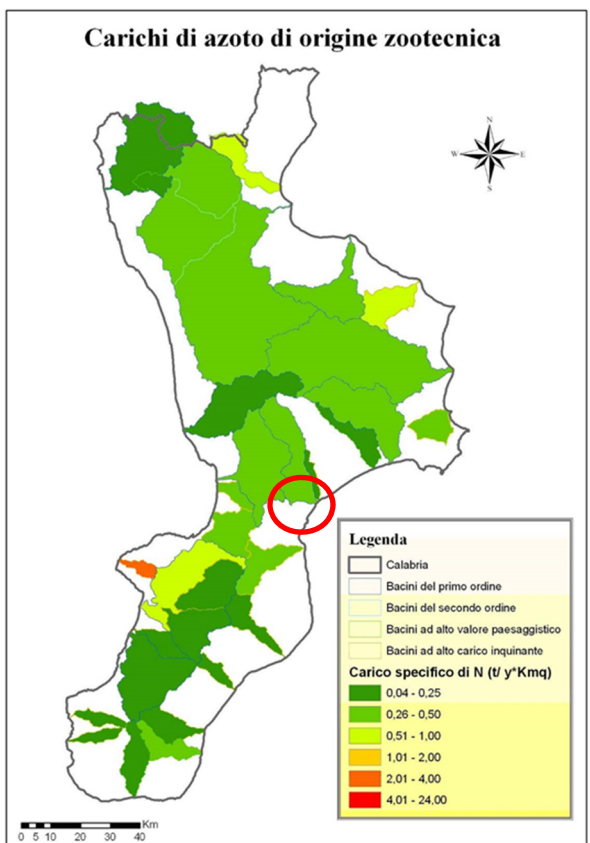 Carichi di azoto di origine zootecnica
N
W
E
S
Legenda
Calabria
Bacini del primo ordine
Bacini del secondo ordine
Bacini ad alto valore paesaggistico
Bacini ad alto carico inquinante
Carico specifico di N (t/ y*Kmq)
0,04 - 0,25
0,26 - 0,50
0,51 - 1,00
1,01 - 2,00
2,01 - 4,00
4,01 - 24,00
Km
0 5 10 20 30 40